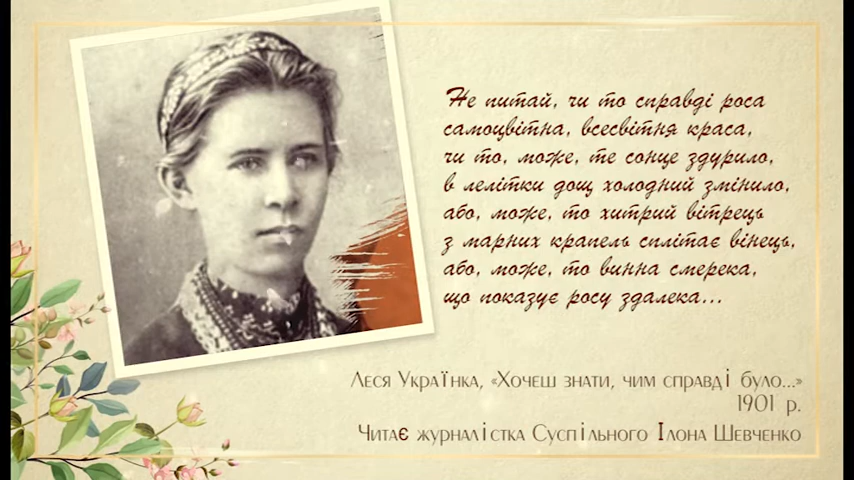 Не питай, чи то справді роса
самоцвітна, всесвітня краса,
чи то, може, те сонце здурило,
в лелітки дощ холодний змінило,
або, може, то хитрий вітрець
з марних крапель сплітає вінець,
або, може, то винна смерека,
що показує росу здалека...
Леся Українка, «Хочеш знати, чим справді було...»
1901 р.
Читає журналістка Суспільного Ілона Шевченко